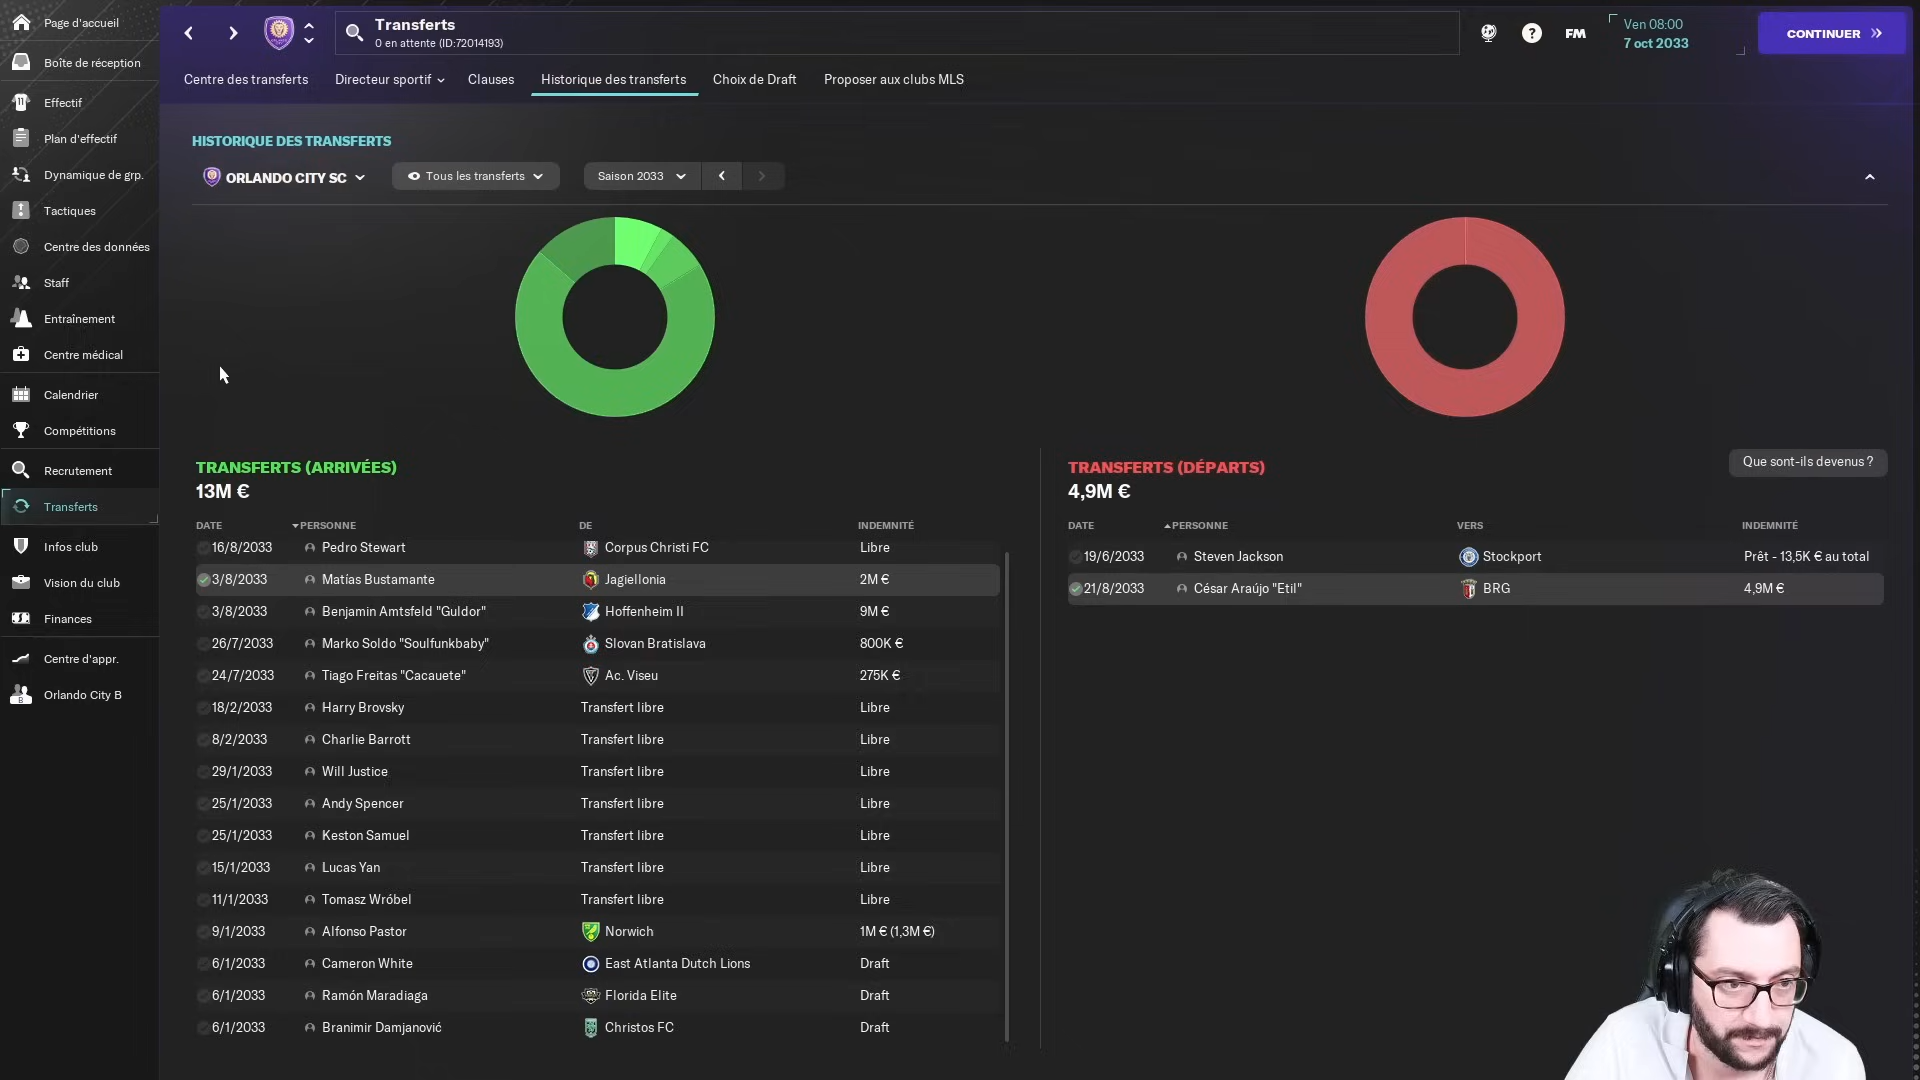 Page d'accueil
Boîte de réception
Effectif
Plan d'effectif
Dynamique de grp.
Tactiques
Centre des données
Staff
Entraînement
Centre médical
Calendrier
Compétitions
Recrutement
Transferts
Infos club
Vision du club
Finances
Centre d'appr.
Orlando City B
Transferts
0 en attente (ID:72014193)
FM
Ven 08:00
7 oct 2033
CONTINUER
Centre des transferts Directeur sportif Clauses Historique des transferts Choix de Draft Proposer aux clubs MLS
HISTORIQUE DES TRANSFERTS
ORLANDO CITY SC Tous les transferts Saison 2033
TRANSFERTS (ARRIVÉES)
13M €
DATE PERSONNE DE INDEMNITÉ
16/8/2033 Pedro Stewart Corpus Christi FC Libre
3/8/2033 Matías Bustamante Jagiellonia 2M €
3/8/2033 Benjamin Amtsfeld "Guldor" Hoffenheim II 9M €
26/7/2033 Marko Soldo "Soulfunkbaby" Slovan Bratislava 800K €
24/7/2033 Tiago Freitas "Cacauete" Ac. Viseu 275K €
18/2/2033 Harry Brovsky Transfert libre Libre
8/2/2033 Charlie Barrott Transfert libre Libre
29/1/2033 Will Justice Transfert libre Libre
25/1/2033 Andy Spencer Transfert libre Libre
25/1/2033 Keston Samuel Transfert libre Libre
15/1/2033 Lucas Yan Transfert libre Libre
11/1/2033 Tomasz Wróbel Transfert libre Libre
9/1/2033 Alfonso Pastor Norwich 1M € (1,3M €)
6/1/2033 Cameron White East Atlanta Dutch Lions Draft
6/1/2033 Ramón Maradiaga Florida Elite Draft
6/1/2033 Branimir Damjanović Christos FC Draft
TRANSFERTS (DÉPARTS)
4,9M €
Que sont-ils devenus ?
DATE PERSONNE VERS INDEMNITÉ
19/6/2033 Steven Jackson Stockport Prêt - 13,5K € au total
21/8/2033 César Araújo "Etil" BRG 4,9M €